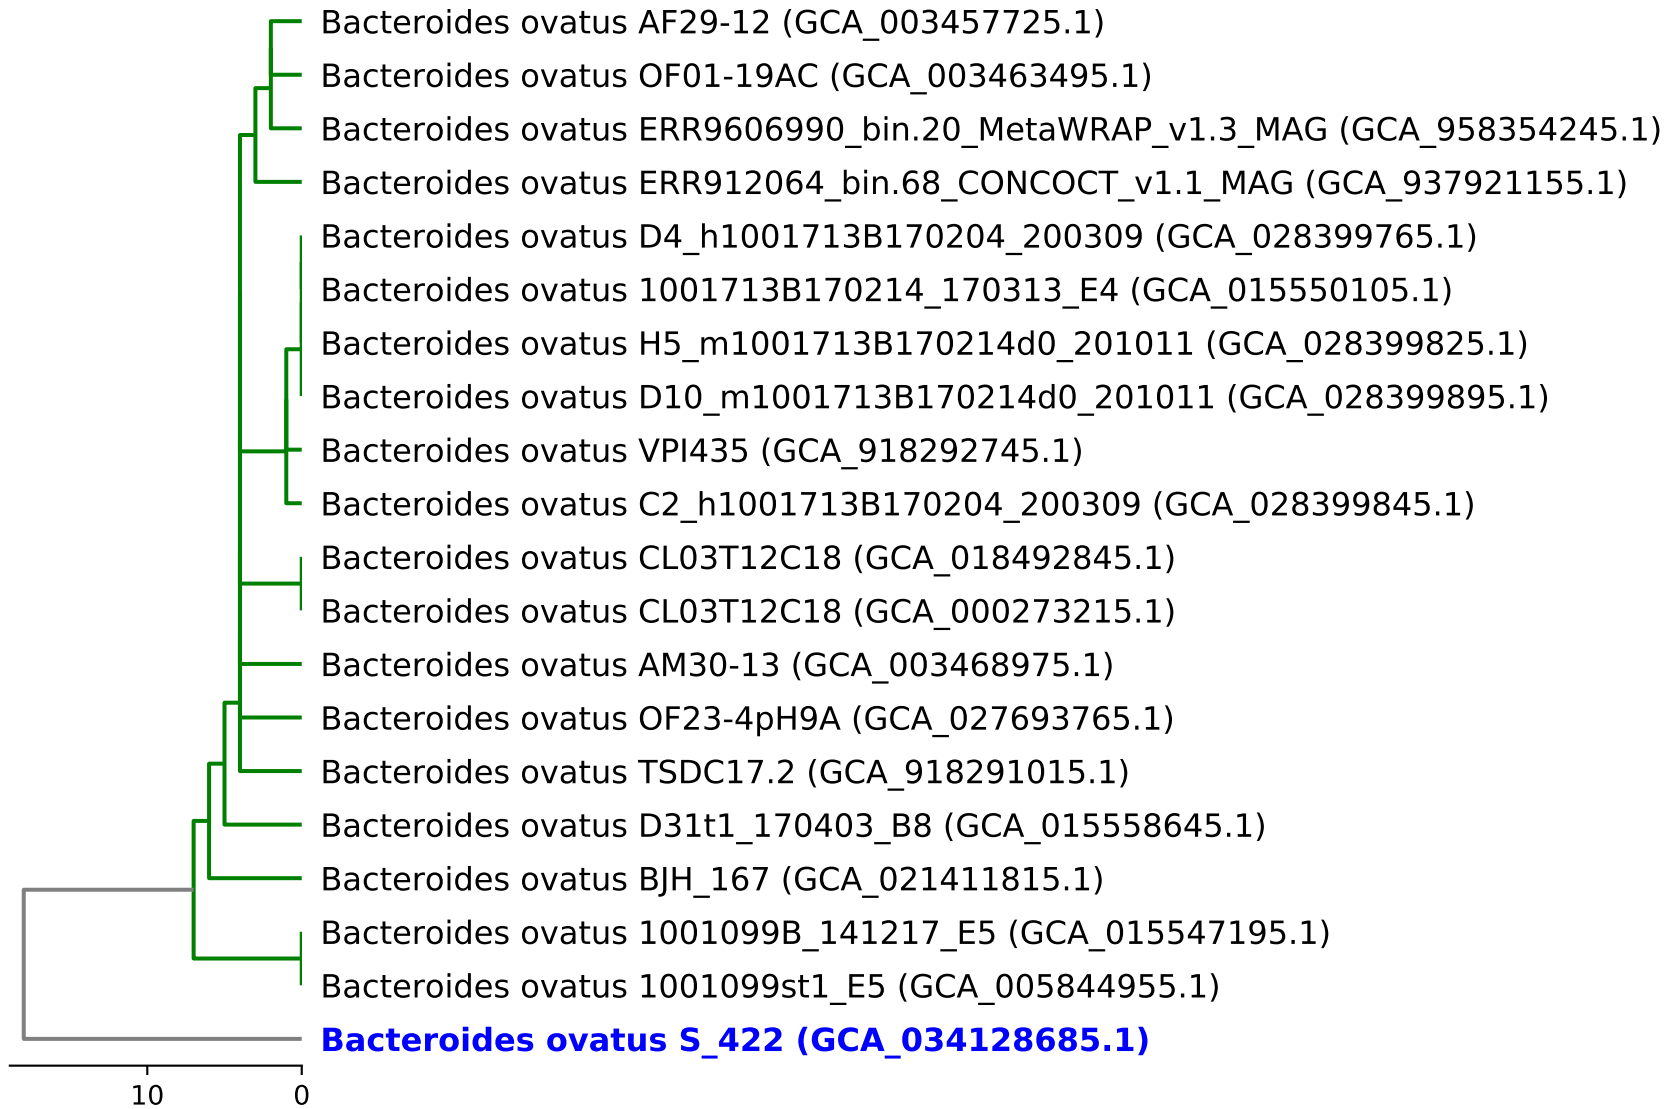 Bacteroides ovatus AF29-12 (GCA_003457725.1)
Bacteroides ovatus OF01-19AC (GCA_003463495.1)
Bacteroides ovatus ERR9606990_bin.20_MetaWRAP_v1.3_MAG (GCA_958354245.1)
Bacteroides ovatus ERR912064_bin.68_CONCOCT_v1.1_MAG (GCA_937921155.1)
Bacteroides ovatus D4_h1001713B170204_200309 (GCA_028399765.1)
Bacteroides ovatus 1001713B170214_170313_E4 (GCA_015550105.1)
Bacteroides ovatus H5_m1001713B170214d0_201011 (GCA_028399825.1)
Bacteroides ovatus D10_m1001713B170214d0_201011 (GCA_028399895.1)
Bacteroides ovatus VPI435 (GCA_918292745.1)
Bacteroides ovatus C2_h1001713B170204_200309 (GCA_028399845.1)
Bacteroides ovatus CL03T12C18 (GCA_018492845.1)
Bacteroides ovatus CL03T12C18 (GCA_000273215.1)
Bacteroides ovatus AM30-13 (GCA_003468975.1)
Bacteroides ovatus OF23-4pH9A (GCA_027693765.1)
Bacteroides ovatus TSDC17.2 (GCA_918291015.1)
Bacteroides ovatus D31t1_170403_B8 (GCA_015558645.1)
Bacteroides ovatus BJH_167 (GCA_021411815.1)
Bacteroides ovatus 1001099B_141217_E5 (GCA_015547195.1)
Bacteroides ovatus 1001099st1_E5 (GCA_005844955.1)
Bacteroides ovatus S_422 (GCA_034128685.1)
10 0